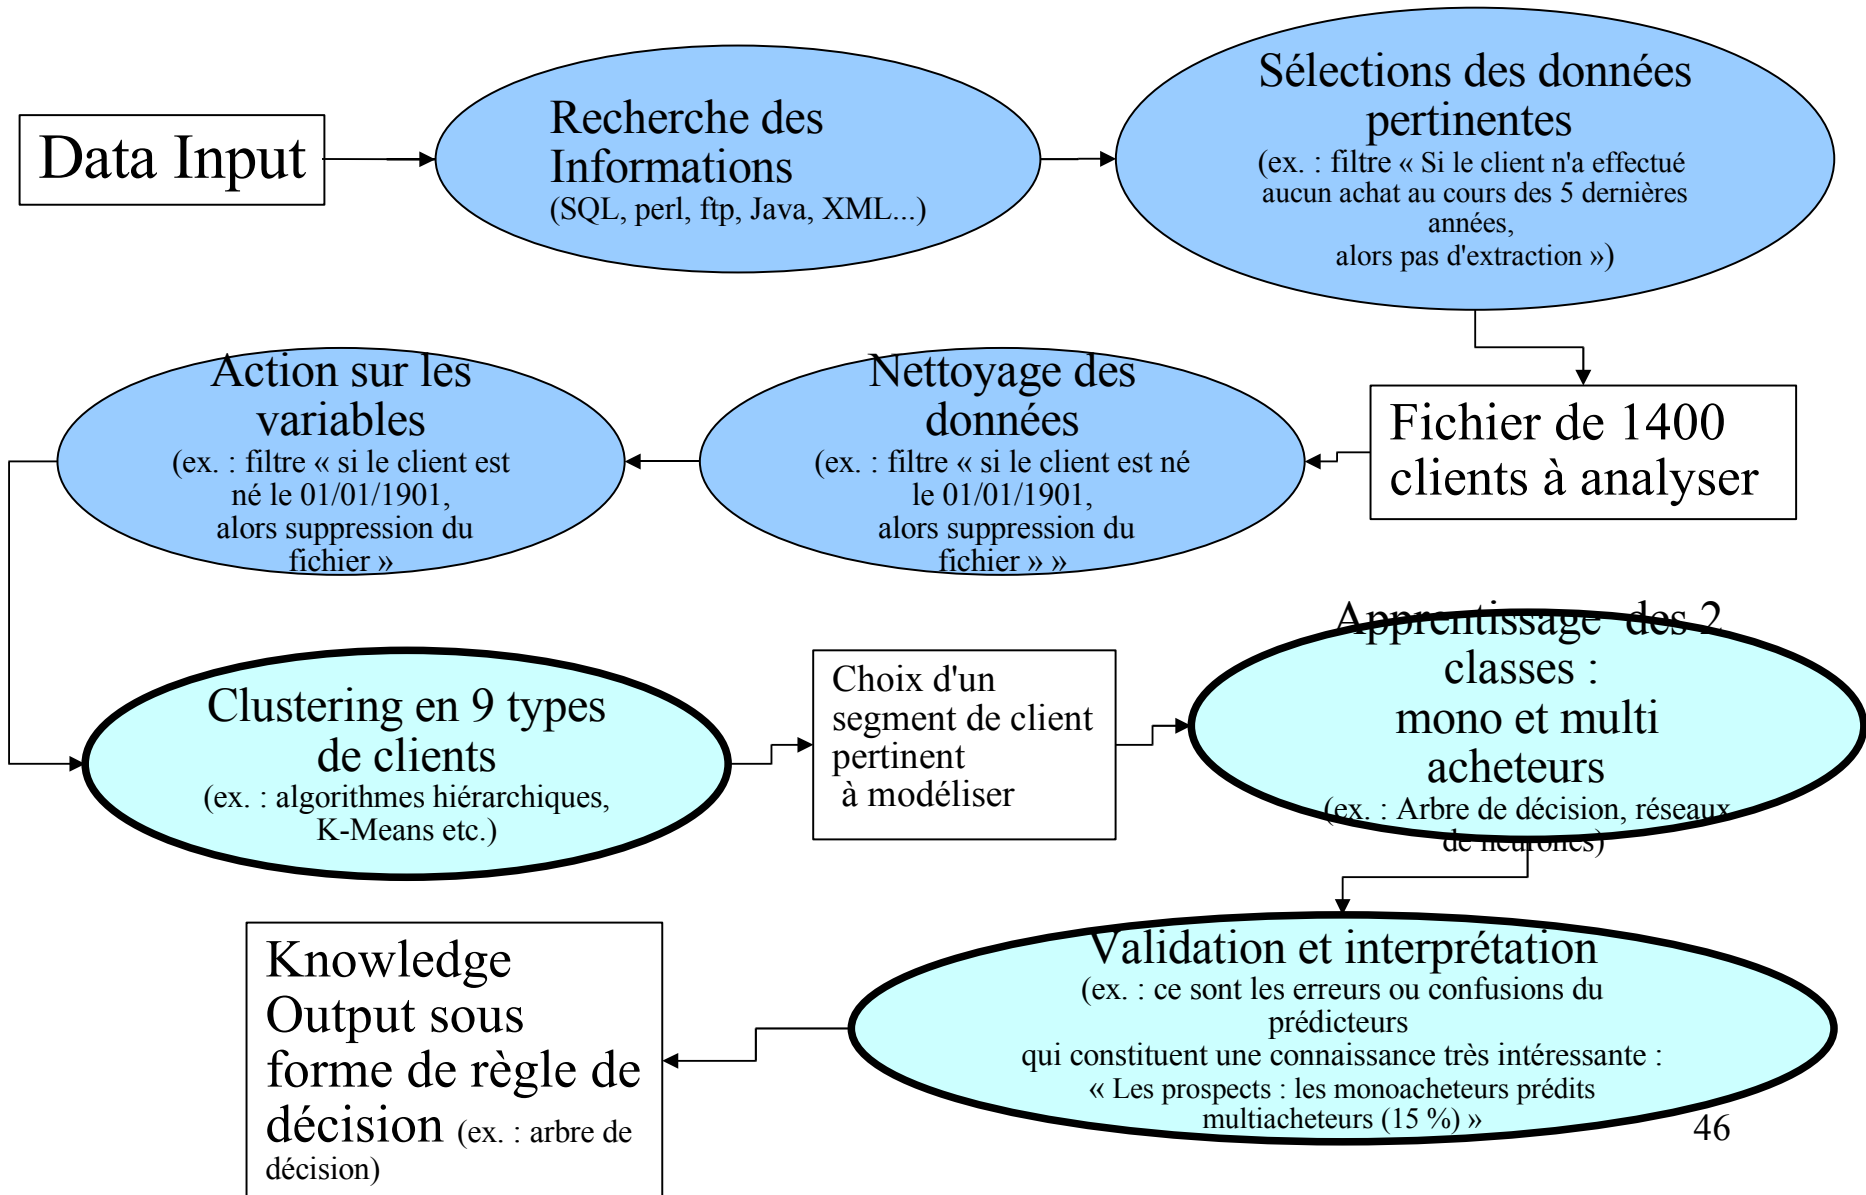 Data Input
Recherche des
Informations
(SQL, perl, ftp, Java, XML...)
Sélections des données
pertinentes
(ex. : filtre « Si le client n'a effectué
aucun achat au cours des 5 dernières
années,
alors pas d'extraction »)
Fichier de 1400
clients à analyser
Nettoyage des
données
(ex. : filtre « si le client est né
le 01/01/1901,
alors suppression du
fichier » »
Action sur les
variables
(ex. : filtre « si le client est
né le 01/01/1901,
alors suppression du
fichier »
Clustering en 9 types
de clients
(ex. : algorithmes hiérarchiques,
K-Means etc.)
Choix d'un
segment de client
pertinent
à modéliser
Apprentissage des 2
classes :
mono et multi
acheteurs
(ex. : Arbre de décision, réseaux
de neurones)
Validation et interprétation
(ex. : ce sont les erreurs ou confusions du
prédicteurs
qui constituent une connaissance très intéressante :
« Les prospects : les monoacheteurs prédits
multiacheteurs (15 %) »
Knowledge
Output sous
forme de règle de
décision (ex. : arbre de
décision)
46